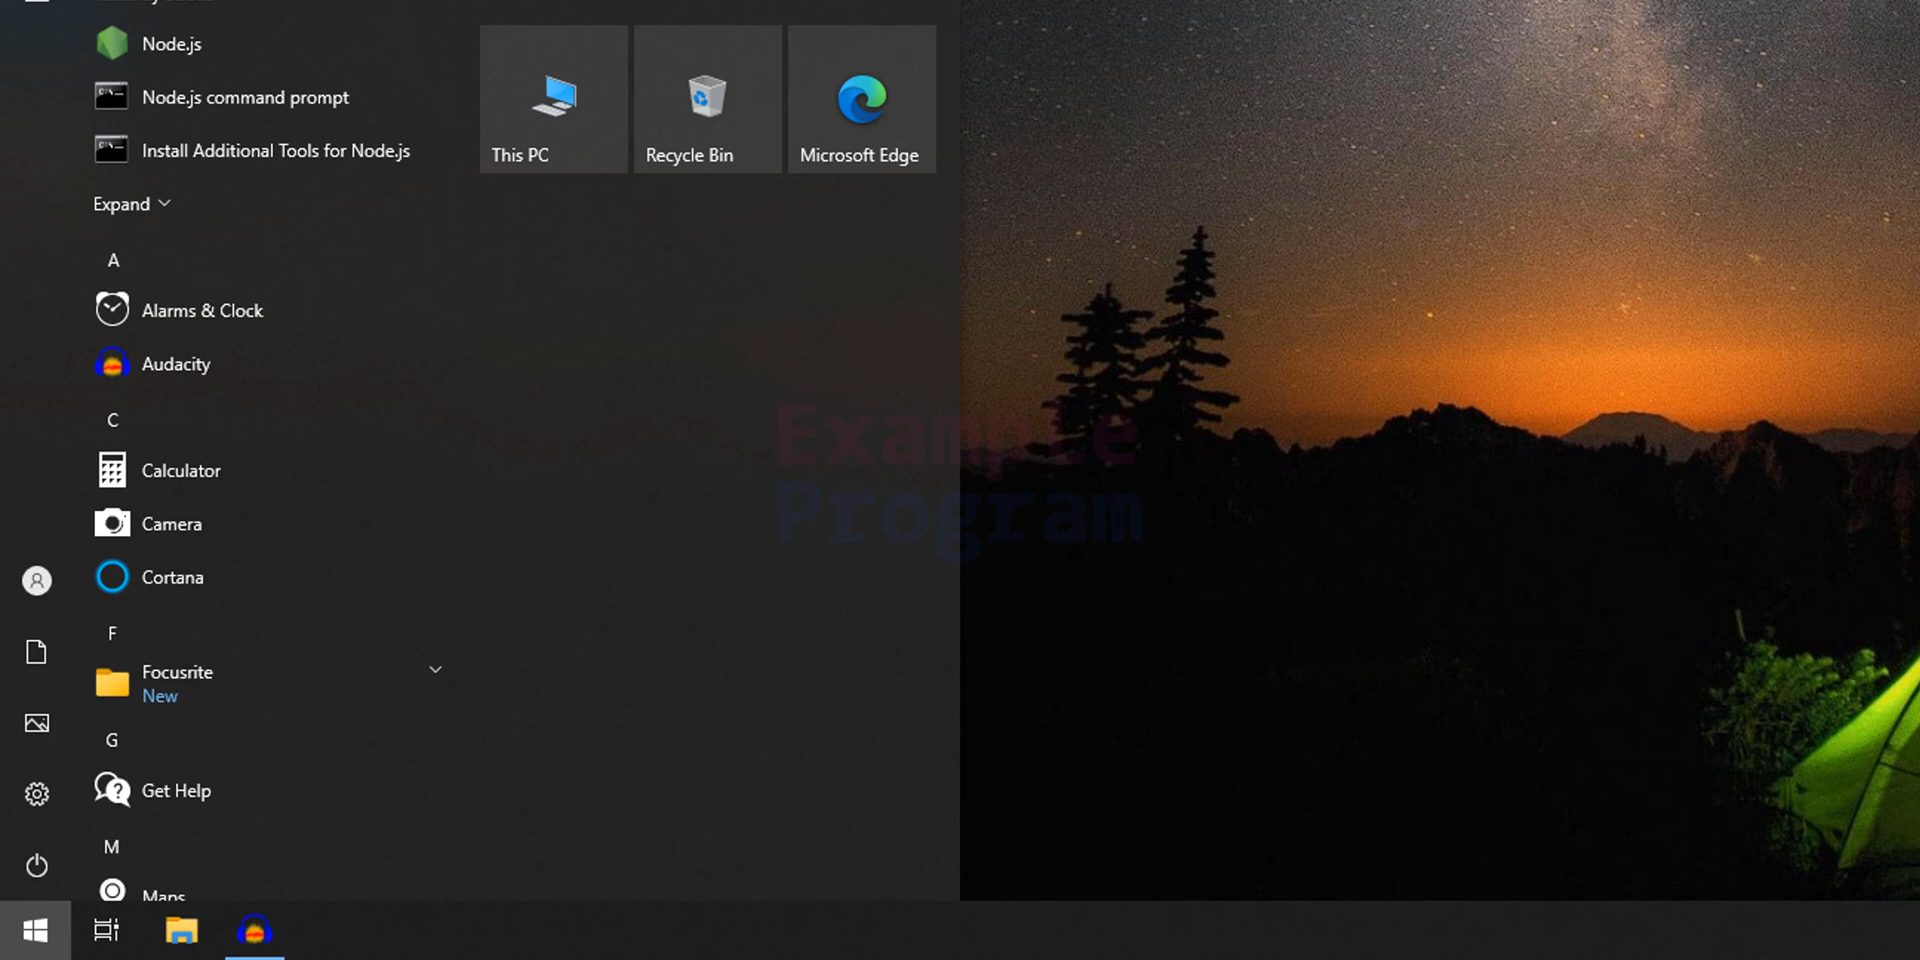 Node.js
Node.js command prompt
Install Additional Tools for Node.js
Expand
A
Alarms & Clock
Audacity
C
Calculator
Camera
Cortana
F
Focusrite
New
G
Get Help
M
Maps
This PC
Recycle Bin
Microsoft Edge
Example
Program